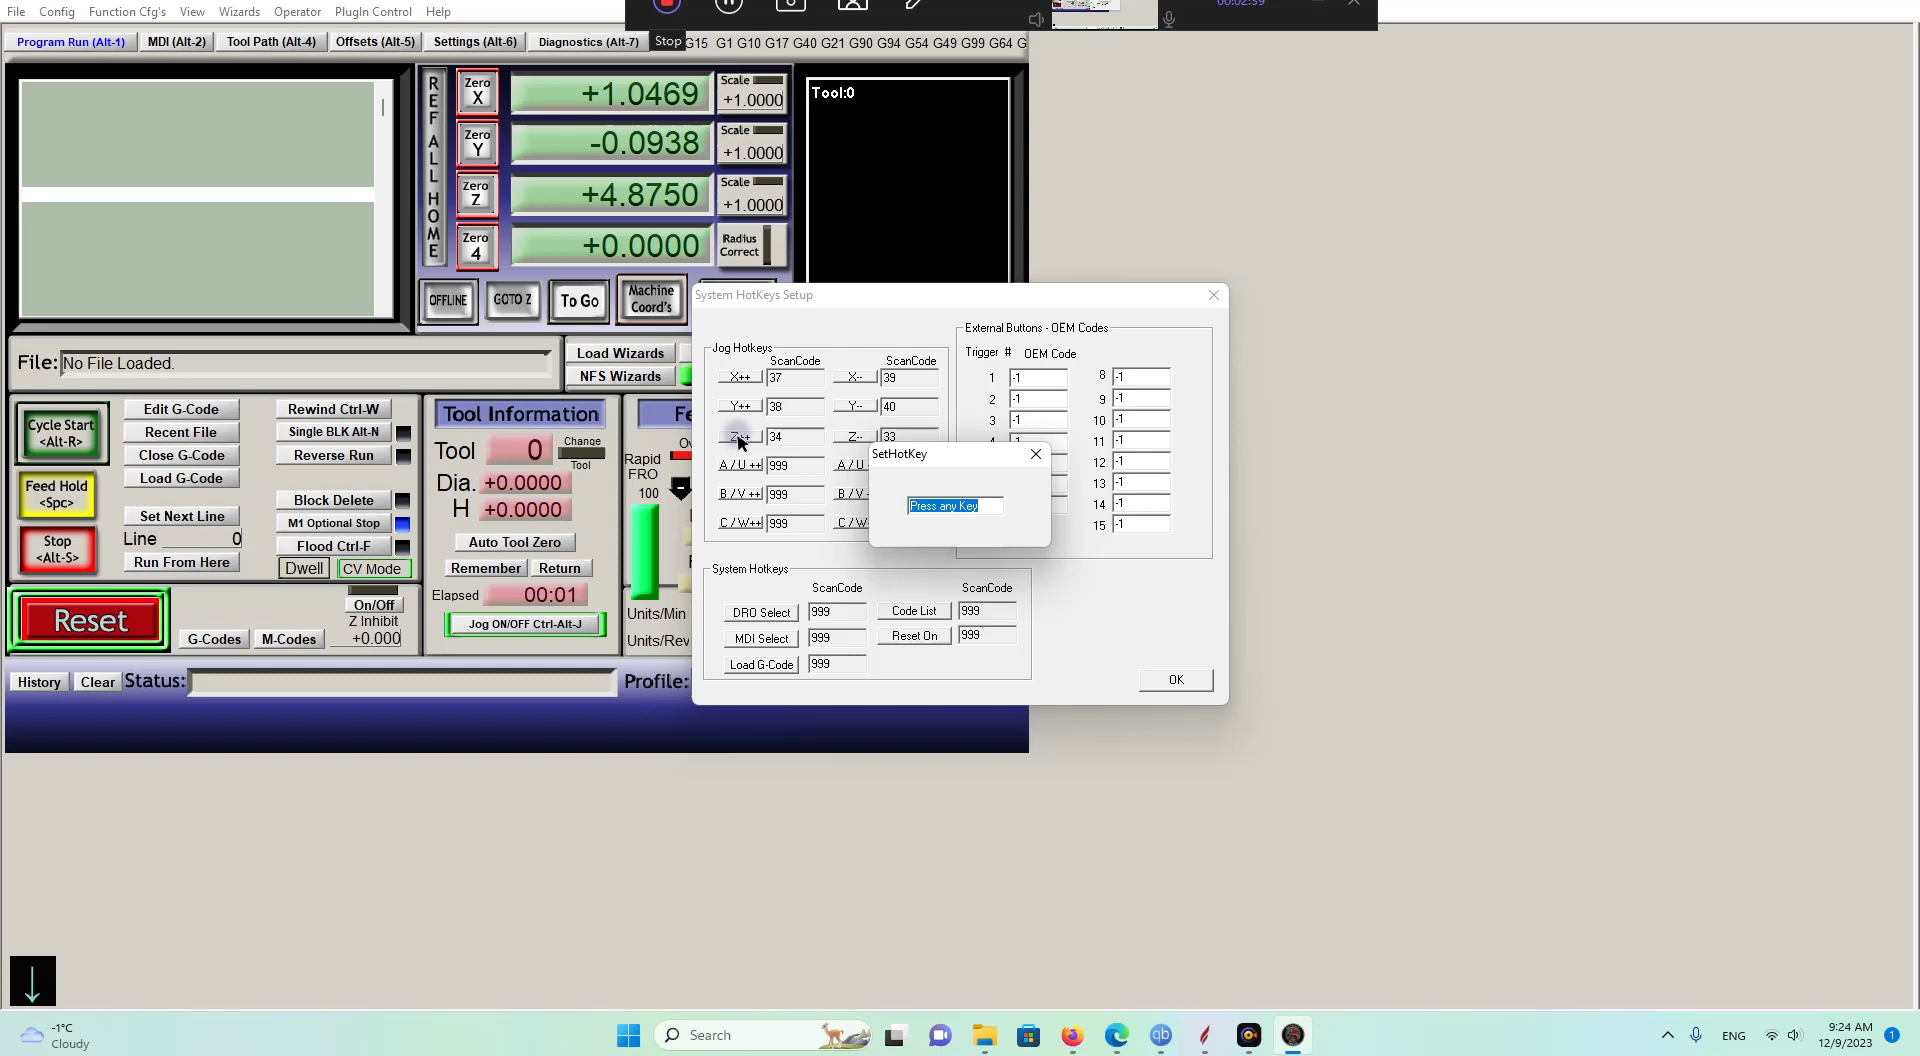 File Config Function Cfg's View Wizards Operator PlugIn Control Help
00:02:39
Program Run (Alt-1) MDI (Alt-2) Tool Path (Alt-4) Offsets (Alt-5) Settings (Alt-6) Diagnostics (Alt-7) Stop G15 G1 G10 G17 G40 G21 G90 G94 G54 G49 G99 G64 G
REF ALL HOME
Zero X +1.0469 Scale +1.0000
Zero Y -0.0938 Scale +1.0000
Zero Z +4.8750 Scale +1.0000
Zero 4 +0.0000 Radius Correct
OFFLINE GOTO Z To Go Machine Coord's
Tool:0
File: No File Loaded.
Load Wizards
NFS Wizards
Cycle Start <Alt-R>
Feed Hold <Spc>
Stop <Alt-S>
Edit G-Code
Recent File
Close G-Code
Load G-Code
Set Next Line
Line 0
Run From Here
Rewind Ctrl-W
Single BLK Alt-N
Reverse Run
Block Delete
M1 Optional Stop
Flood Ctrl-F
Dwell CV Mode
Reset
G-Codes M-Codes
On/Off
Z Inhibit
+0.000
Tool Information
Tool 0 Change Tool
Dia. +0.0000
H +0.0000
Auto Tool Zero
Remember Return
Elapsed 00:01
Jog ON/OFF Ctrl-Alt-J
Rapid
FRO
100
Units/Min
Units/Rev
History Clear Status:
Profile:
System HotKeys Setup
Jog Hotkeys
ScanCode ScanCode
X++ 37 X-- 39
Y++ 38 Y-- 40
Z++ 34 Z-- 33
A / U ++ 999 A / U
B / V ++ 999 B / V
C / W++ 999 C / W
External Buttons - OEM Codes
Trigger # OEM Code
1 -1 8 -1
2 -1 9 -1
3 -1 10 -1
11 -1
12 -1
13 -1
14 -1
15 -1
SetHotKey
Press any Key
System Hotkeys
ScanCode ScanCode
DRO Select 999 Code List 999
MDI Select 999 Reset On 999
Load G-Code 999
OK
-1°C
Cloudy
Search
ENG
9:24 AM
12/9/2023
1